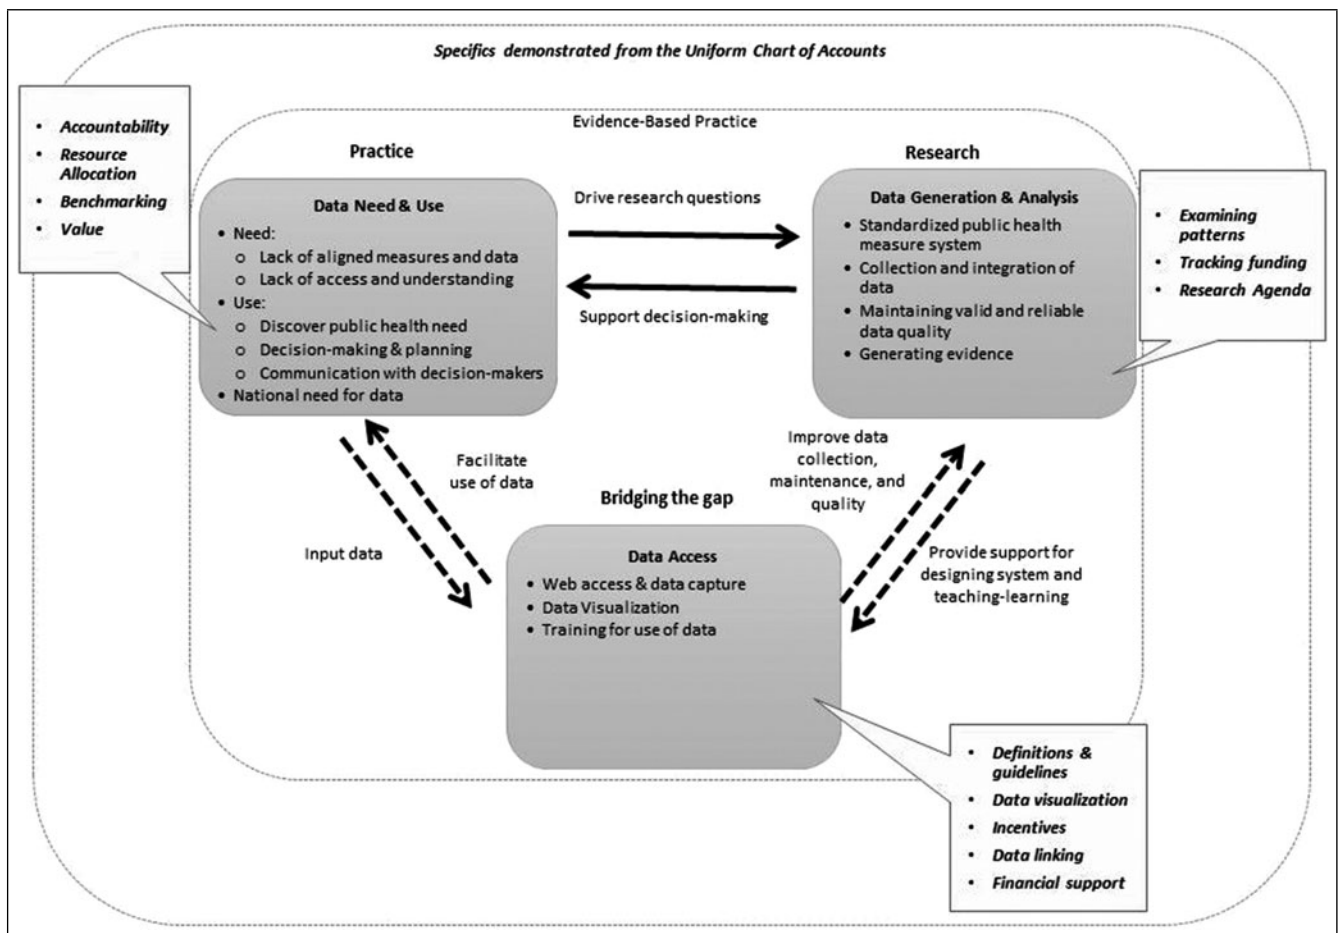 Specifics demonstrated from the Uniform Chart of Accounts
• Accountability
• Resource
Allocation
• Benchmarking
• Value
Evidence-Based Practice
Practice
Data Need & Use
• Need:
o Lack of aligned measures and data
o Lack of access and understanding
• Use:
o Discover public health need
o Decision-making & planning
o Communication with decision-makers
• National need for data
Drive research questions
Support decision-making
Research
Data Generation & Analysis
• Standardized public health
measure system
• Collection and integration of
data
• Maintaining valid and reliable
data quality
• Generating evidence
• Examining
patterns
• Tracking funding
• Research Agenda
Facilitate
use of data
Input data
Improve data
collection,
maintenance, and
quality
Provide support for
designing system and
teaching-learning
Bridging the gap
Data Access
• Web access & data capture
• Data Visualization
• Training for use of data
• Definitions &
guidelines
• Data visualization
• Incentives
• Data linking
• Financial support